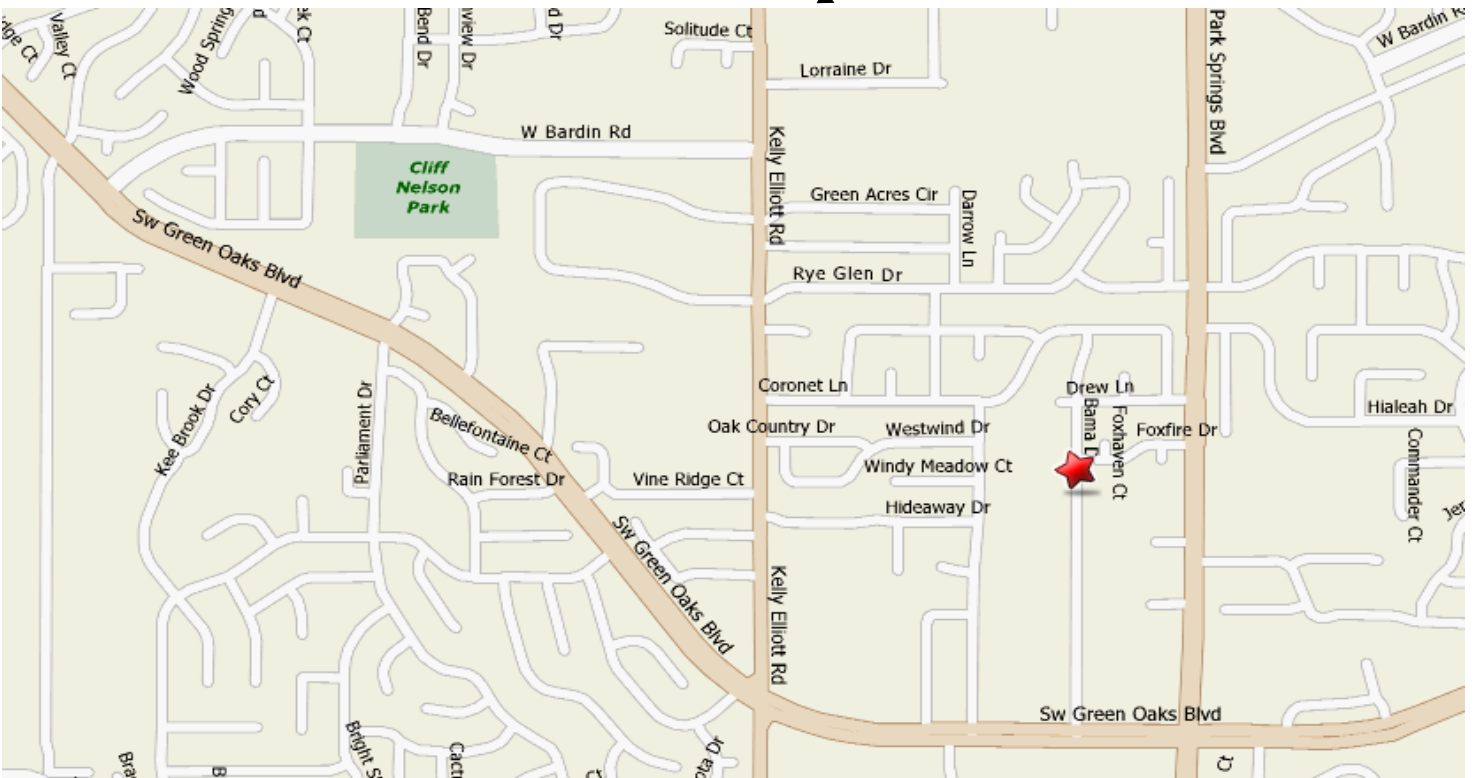 Valley Ct
Wood Spring
Bend Dr
Solitude Ct
Lorraine Dr
Park Springs Blvd
W Bardin
W Bardin Rd
Cliff
Nelson
Park
Kelly Elliott Rd
Green Acres Cir
Darrow Ln
Sw Green Oaks Blvd
Rye Glen Dr
Coronet Ln
Drew Ln
Kee Brook Dr
Cory Ct
Parliament Dr
Bellefontaine Ct
Oak Country Dr
Westwind Dr
Bama D
Foxhaven Ct
Foxfire Dr
Hialeah Dr
Commander Ct
Windy Meadow Ct
Rain Forest Dr
Vine Ridge Ct
Hideaway Dr
Sw Green Oaks Blvd
Kelly Elliott Rd
Sw Green Oaks Blvd